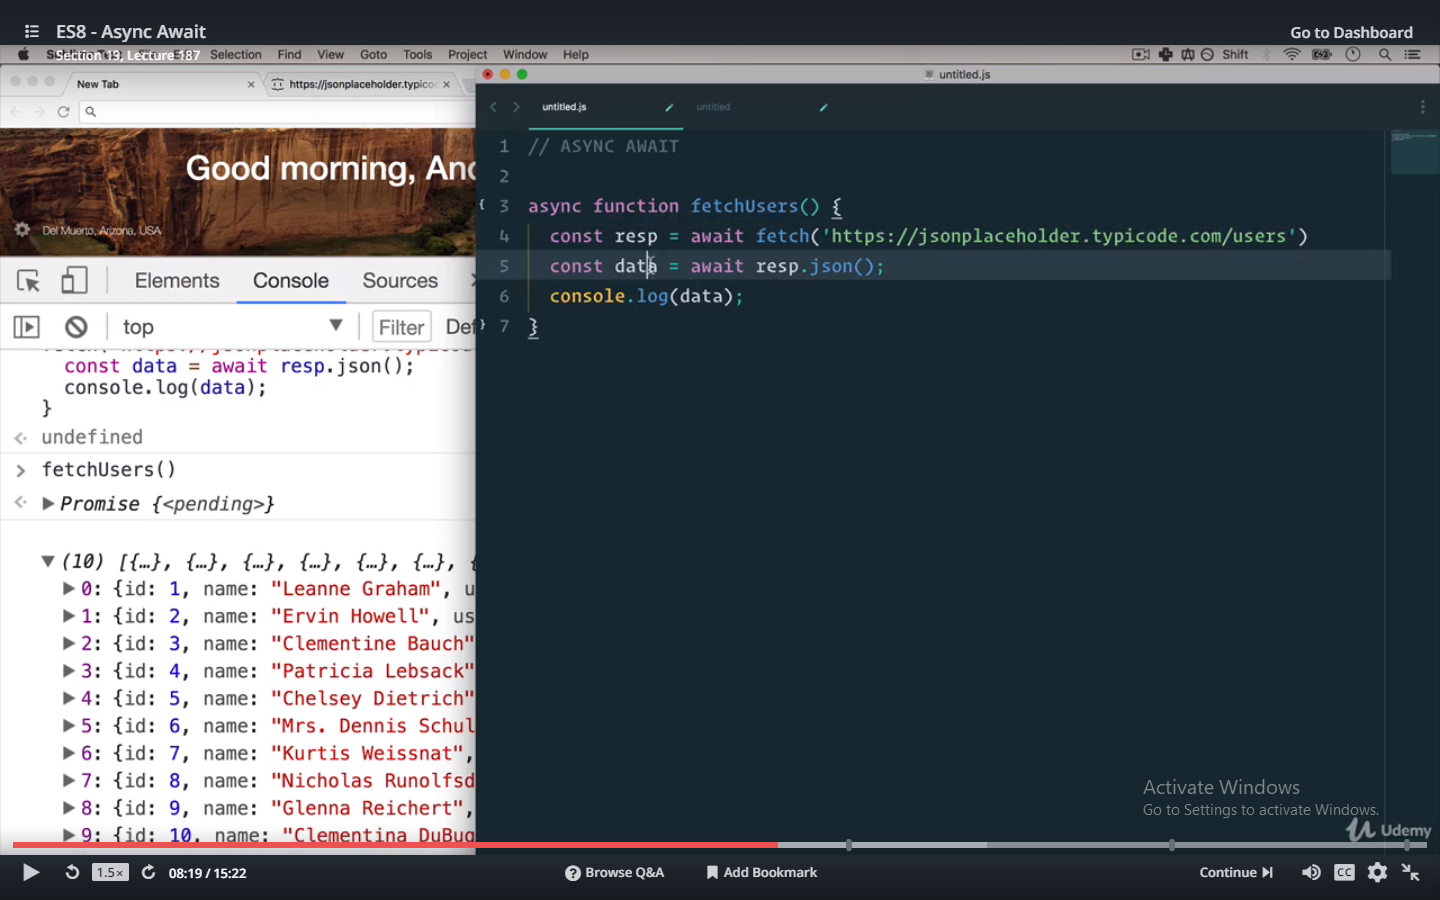 ES8 - Async Await
Go to Dashboard
Section 19, Lecture 187
Selection Find View Goto Tools Project Window Help
Shift
New Tab
https://jsonplaceholder.typico
untitled.js
untitled.js
untitled
Good morning, And
Del Muerto, Arizona, USA
Elements Console Sources
top
Filter
Def
const data = await resp.json();
console.log(data);
}
undefined
fetchUsers()
Promise {<pending>}
(10) [{…}, {…}, {…}, {…}, {…}, {…}, {
0: {id: 1, name: "Leanne Graham", u
1: {id: 2, name: "Ervin Howell", us
2: {id: 3, name: "Clementine Bauch"
3: {id: 4, name: "Patricia Lebsack"
4: {id: 5, name: "Chelsey Dietrich"
5: {id: 6, name: "Mrs. Dennis Schul
6: {id: 7, name: "Kurtis Weissnat",
7: {id: 8, name: "Nicholas Runolfsd
8: {id: 9, name: "Glenna Reichert",
9: {id: 10, name: "Clementina DuBuq
1 // ASYNC AWAIT
2
3 async function fetchUsers() {
4 const resp = await fetch('https://jsonplaceholder.typicode.com/users')
5 const data = await resp.json();
6 console.log(data);
7 }
Activate Windows
Go to Settings to activate Windows.
Udemy
1.5×
08:19 / 15:22
Browse Q&A
Add Bookmark
Continue
CC